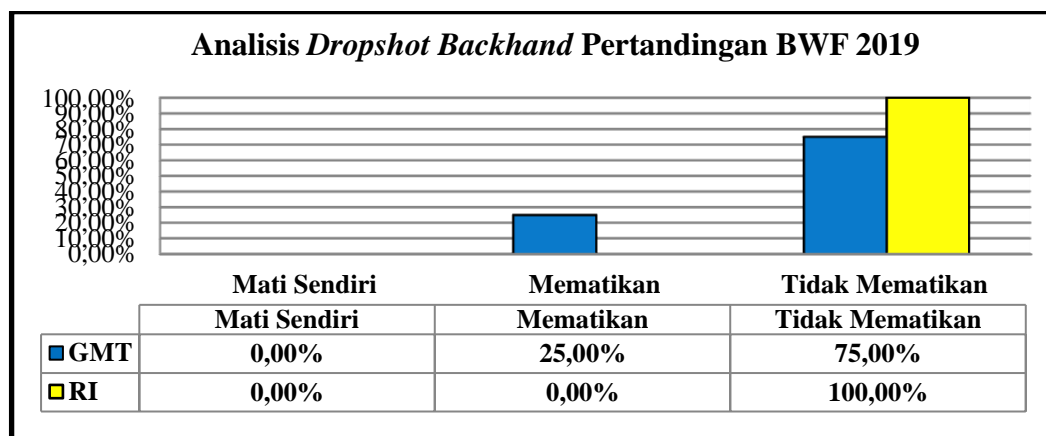 Analisis Dropshot Backhand Pertandingan BWF 2019
100,00%
90,00%
80,00%
70,00%
60,00%
50,00%
40,00%
30,00%
20,00%
10,00%
0,00%
Mati Sendiri Mematikan Tidak Mematikan
Mati Sendiri Mematikan Tidak Mematikan
GMT 0,00% 25,00% 75,00%
RI 0,00% 0,00% 100,00%